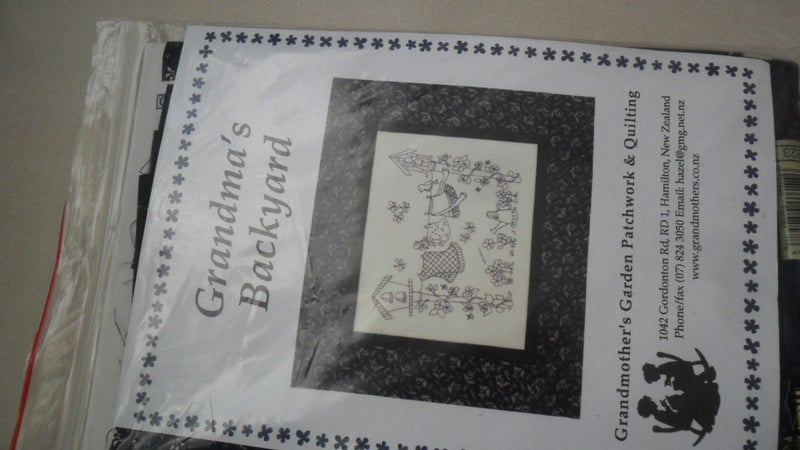 Grandma's
Backyard
Grandmother's Garden Patchwork & Quilting
1042 Gordonton Rd, RD 1, Hamilton, New Zealand
Phone/fax (07) 824 3050 Email: hazel@gmg.net.nz
www.grandmothers.co.nz